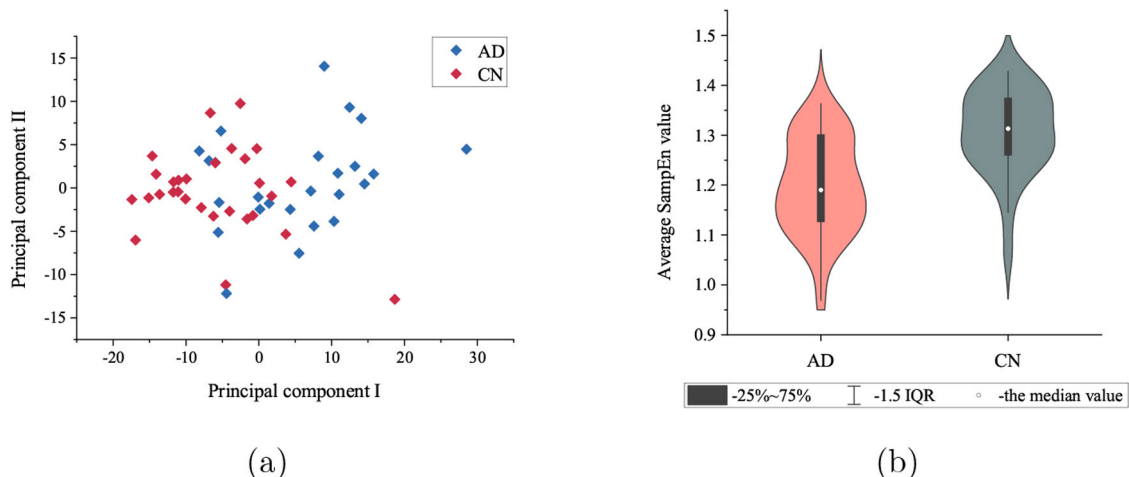 AD
CN
15
10
5
0
-5
-10
-15
-20
-10
0
10
20
30
Principal component II
Principal component I
(a)
1.5
1.4
1.3
1.2
1.1
1.0
0.9
Average SampEn value
AD CN
-25%~75% -1.5 IQR -the median value
(b)